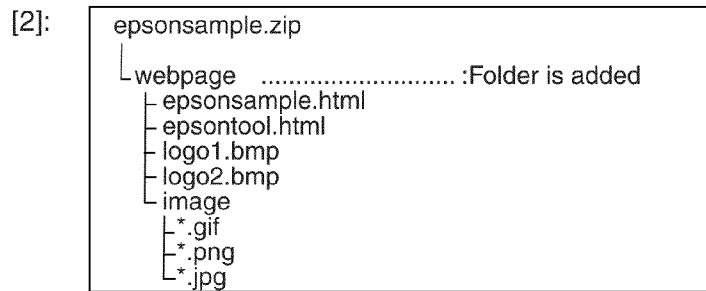 [2]:
epsonsample.zip
webpage ............................ :Folder is added
epsonsample.html
epsontool.html
logo1.bmp
logo2.bmp
image
*.gif
*.png
*.jpg